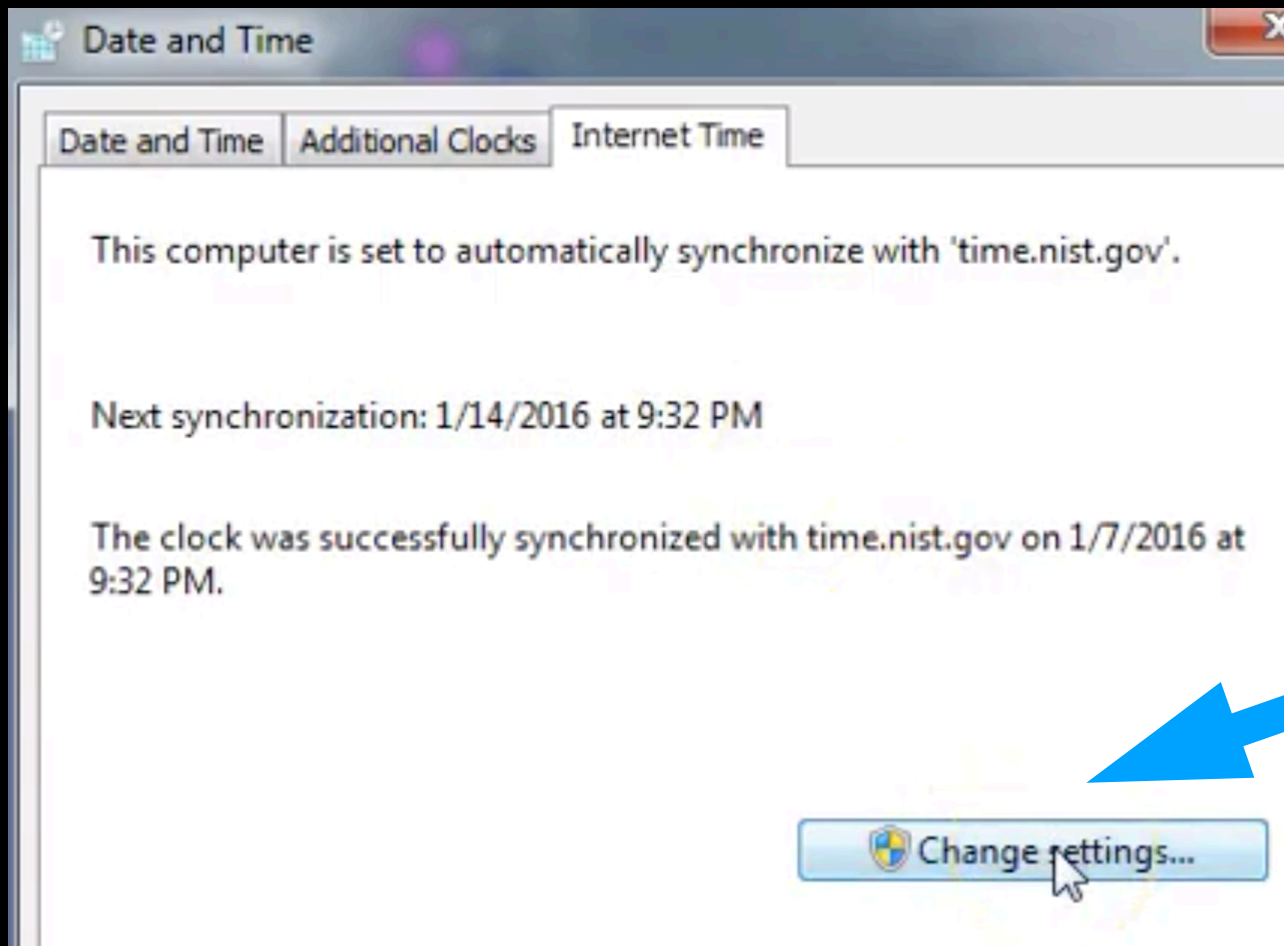 Date and Time
Date and Time
Additional Clocks
Internet Time
This computer is set to automatically synchronize with 'time.nist.gov'.
Next synchronization: 1/14/2016 at 9:32 PM
The clock was successfully synchronized with time.nist.gov on 1/7/2016 at
9:32 PM.
Change settings...